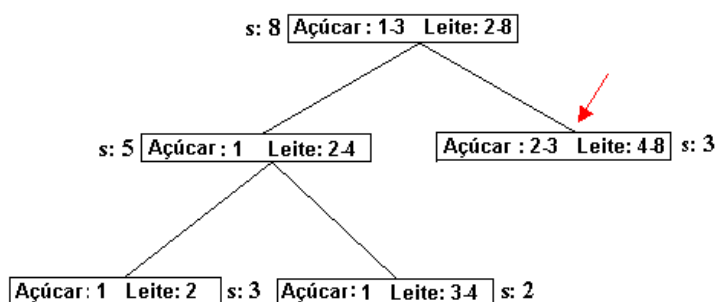 s: 8 Açúcar : 1-3 Leite: 2-8
s: 5 Açúcar : 1 Leite: 2-4
Açúcar : 2-3 Leite: 4-8 s: 3
Açúcar: 1 Leite: 2 s: 3
Açúcar: 1 Leite: 3-4 s: 2